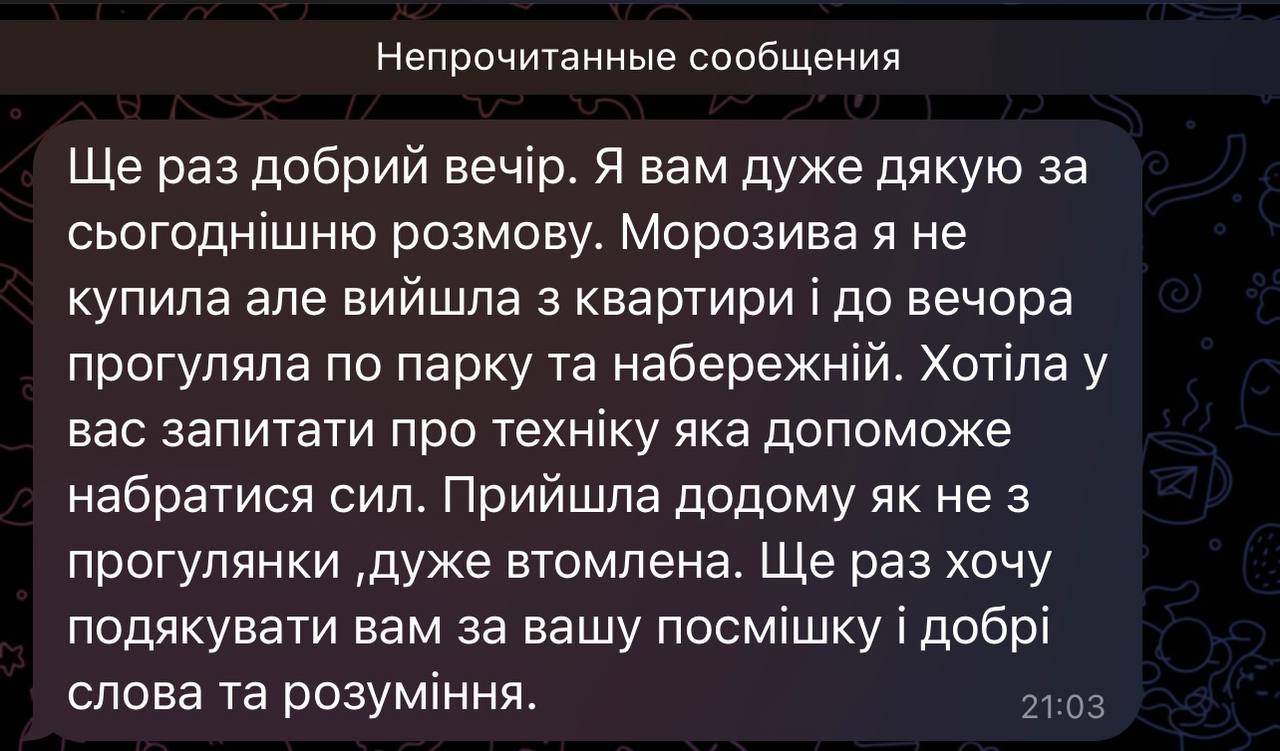 Непрочитанные сообщения
Ще раз добрий вечір. Я вам дуже дякую за
сьогоднішню розмову. Морозива я не
купила але вийшла з квартири і до вечора
прогуляла по парку та набережній. Хотіла у
вас запитати про техніку яка допоможе
набратися сил. Прийшла додому як не з
прогулянки ,дуже втомлена. Ще раз хочу
подякувати вам за вашу посмішку і добрі
слова та розуміння.
21:03